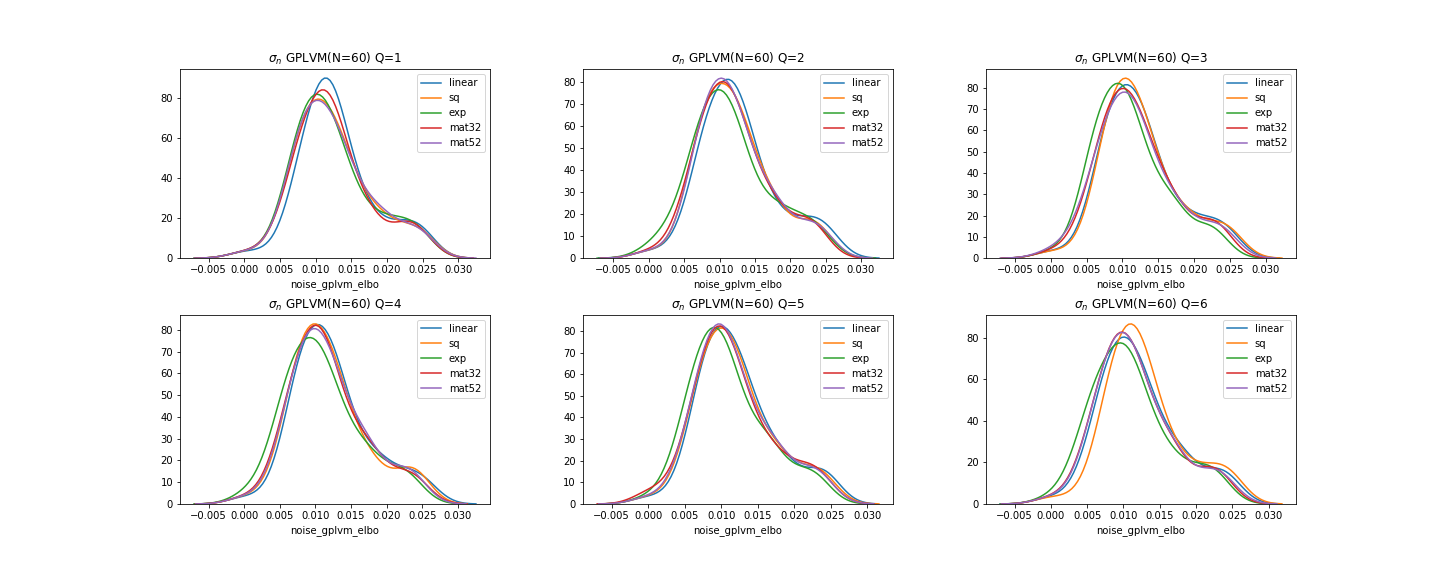 σn GPLVM(N=60) Q=1
80
60
40
20
0
linear
sq
exp
mat32
mat52
−0.005 0.000 0.005 0.010 0.015 0.020 0.025 0.030
noise_gplvm_elbo
σn GPLVM(N=60) Q=2
80
70
60
50
40
30
20
10
0
linear
sq
exp
mat32
mat52
−0.005 0.000 0.005 0.010 0.015 0.020 0.025 0.030
noise_gplvm_elbo
σn GPLVM(N=60) Q=3
80
70
60
50
40
30
20
10
0
linear
sq
exp
mat32
mat52
−0.005 0.000 0.005 0.010 0.015 0.020 0.025 0.030
noise_gplvm_elbo
σn GPLVM(N=60) Q=4
80
70
60
50
40
30
20
10
0
linear
sq
exp
mat32
mat52
−0.005 0.000 0.005 0.010 0.015 0.020 0.025 0.030
noise_gplvm_elbo
σn GPLVM(N=60) Q=5
80
70
60
50
40
30
20
10
0
linear
sq
exp
mat32
mat52
−0.005 0.000 0.005 0.010 0.015 0.020 0.025 0.030
noise_gplvm_elbo
σn GPLVM(N=60) Q=6
80
60
40
20
0
linear
sq
exp
mat32
mat52
−0.005 0.000 0.005 0.010 0.015 0.020 0.025 0.030
noise_gplvm_elbo